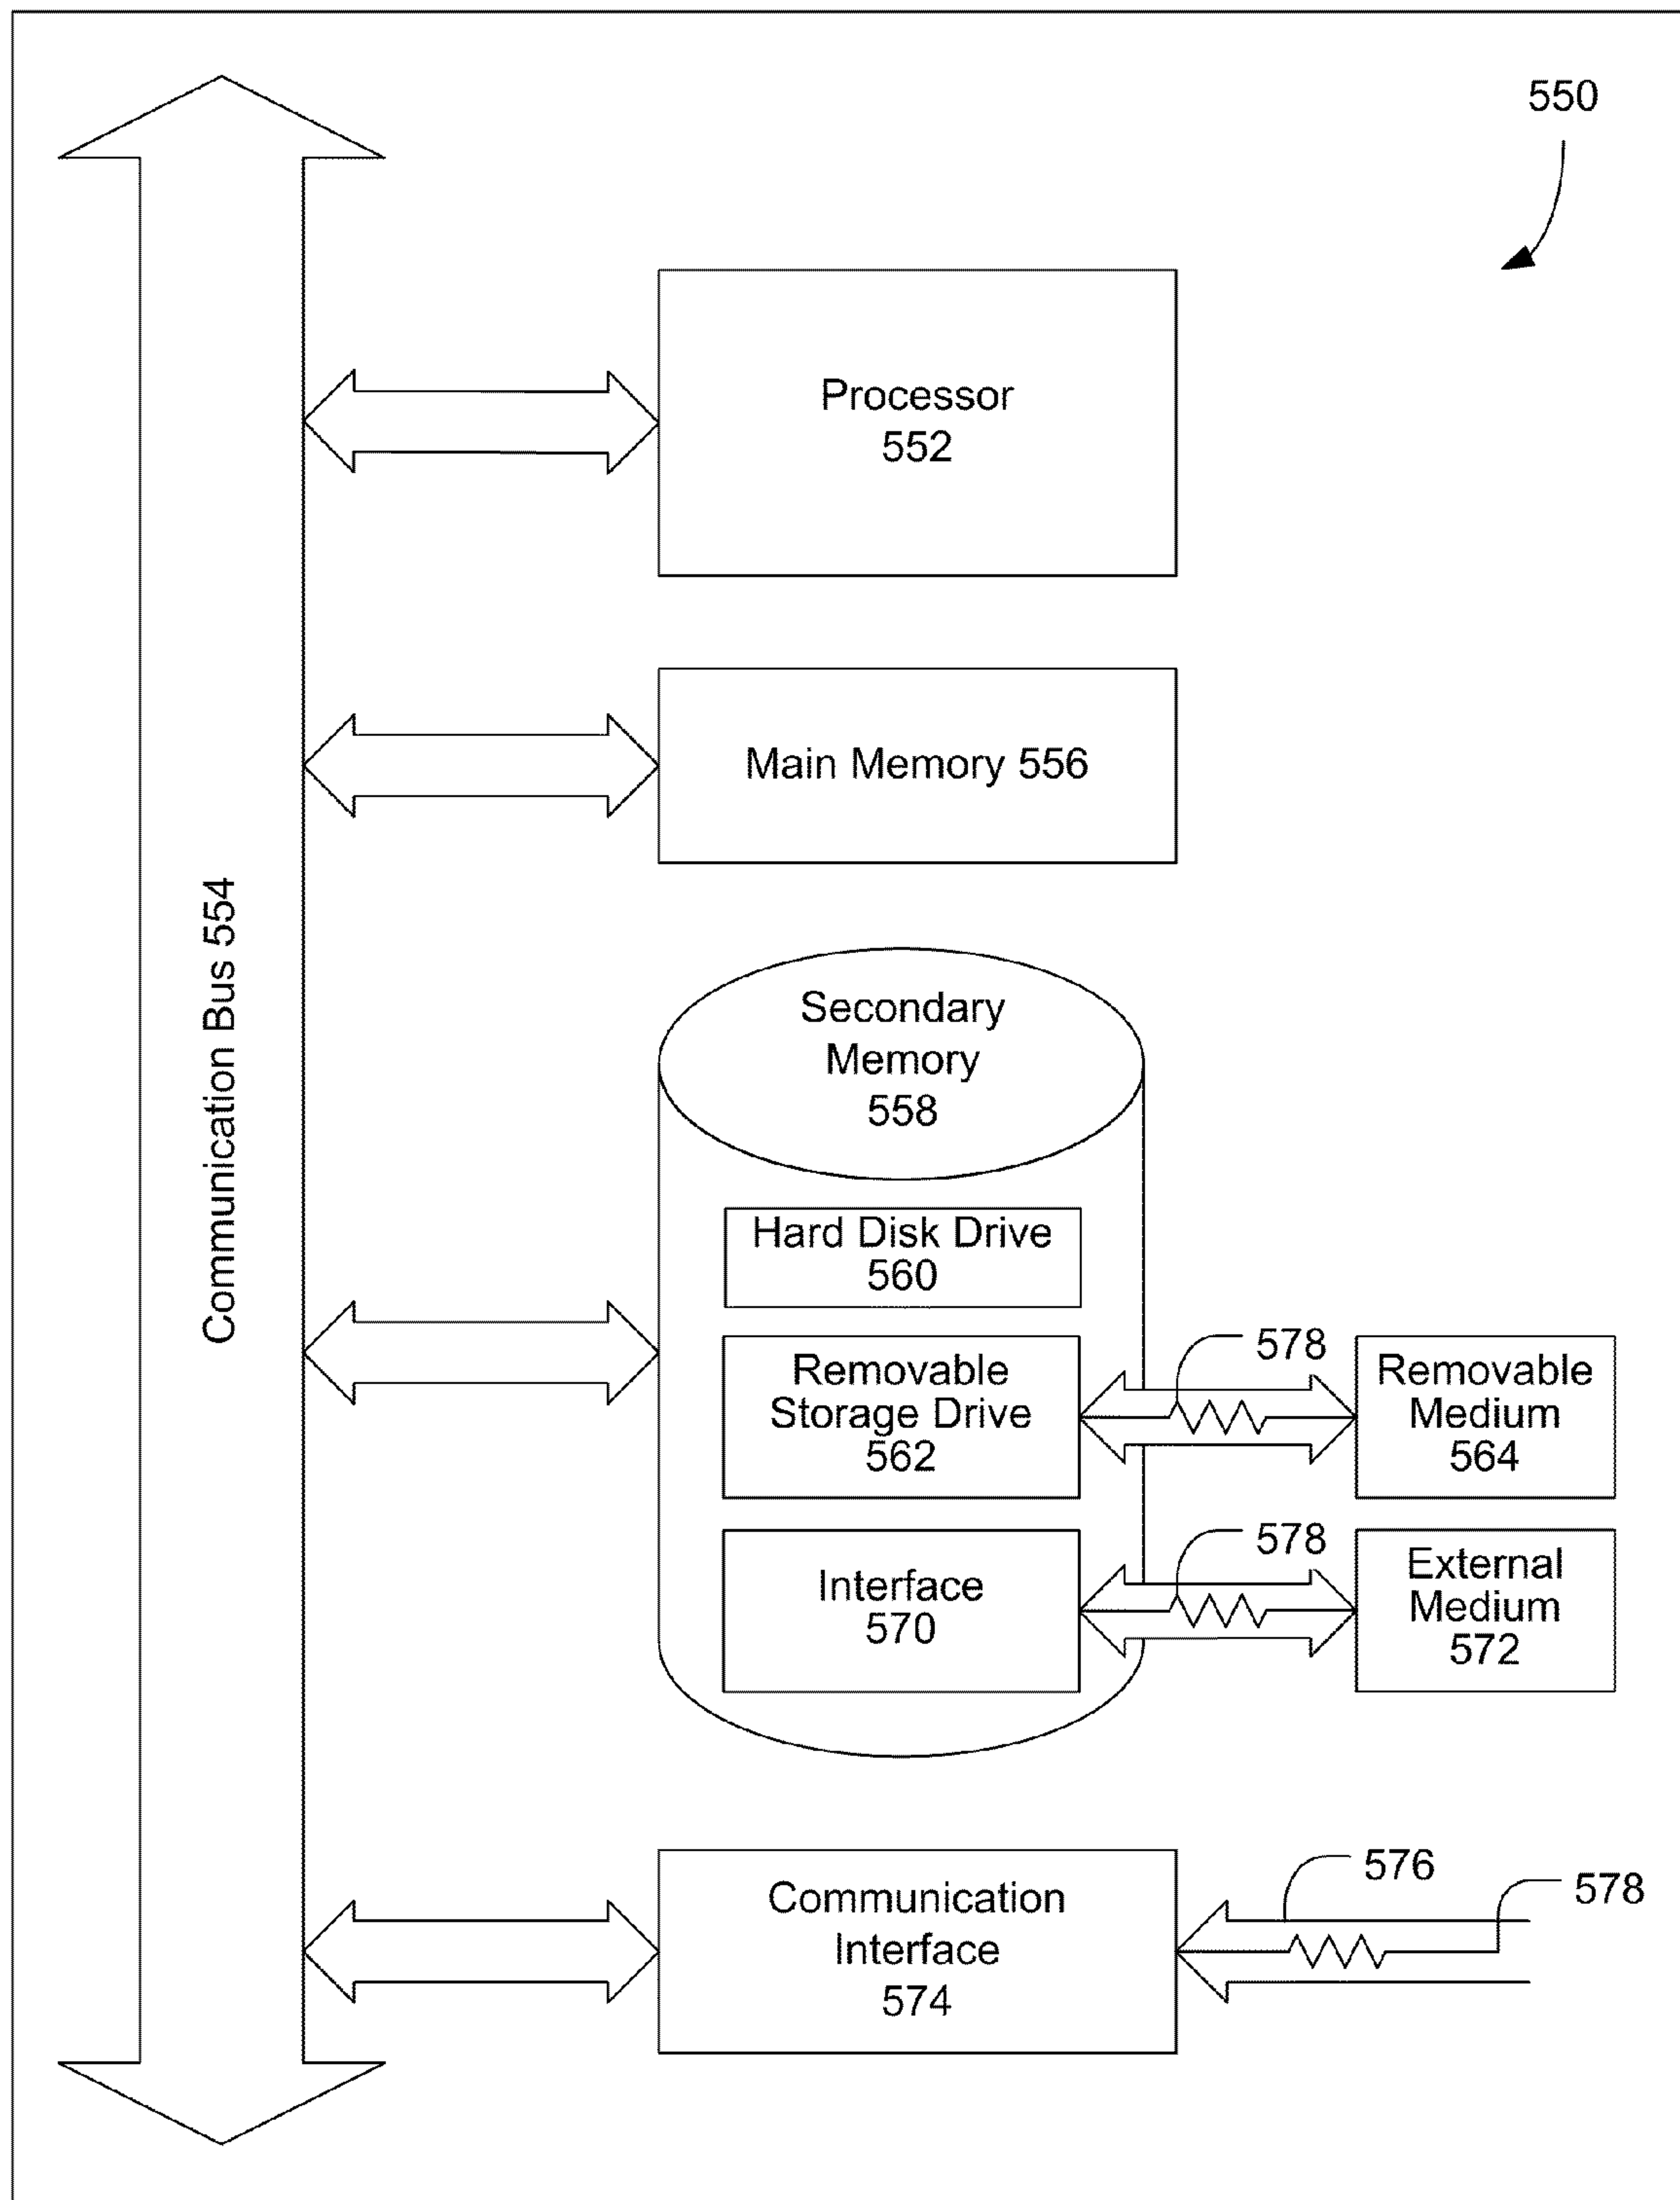 550
Processor
552
Main Memory 556
Communication Bus 554
Secondary
Memory
558
Hard Disk Drive
560
Removable
Storage Drive
562
578
Removable
Medium
564
Interface
570
578
External
Medium
572
Communication
Interface
574
576
578